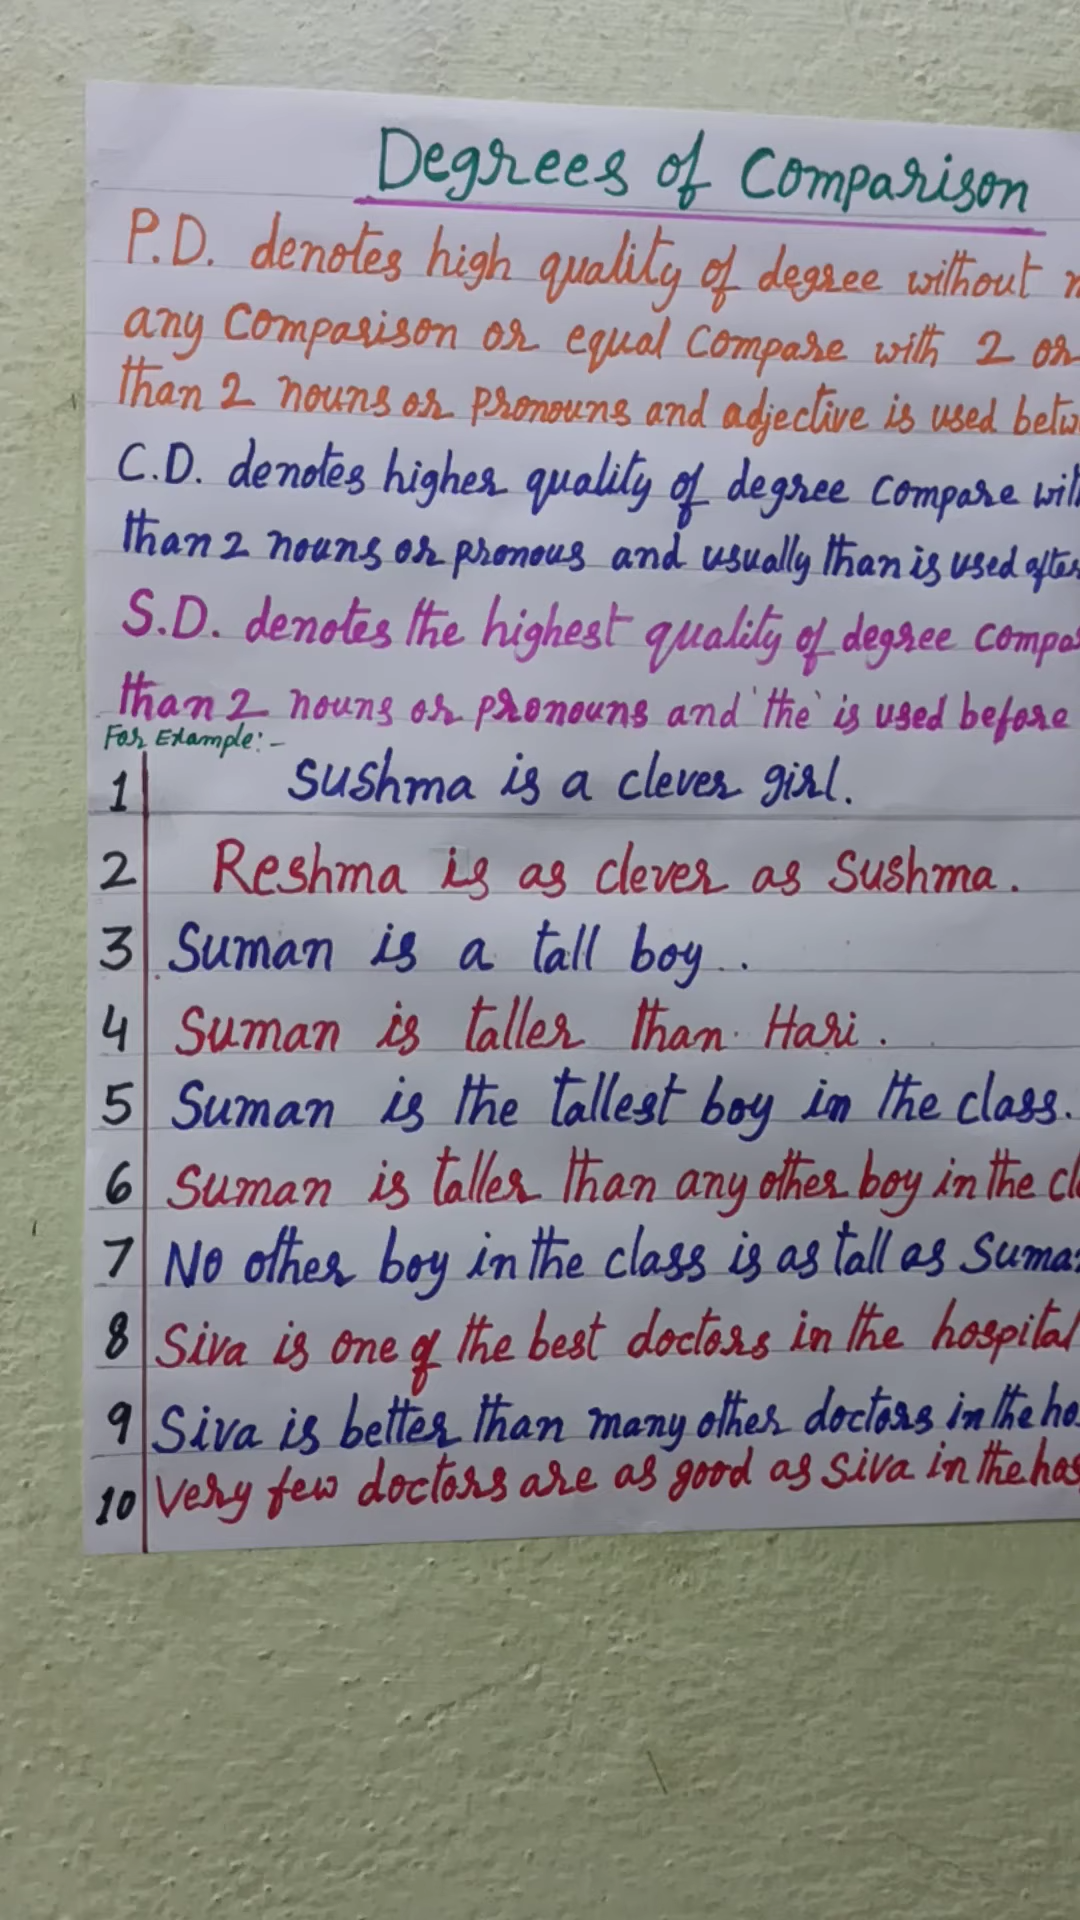 Degrees of Comparison
P.D. denotes high quality of degree without
any Comparison or equal Compare with 2 or
than 2 nouns or pronouns and adjective is used
C.D. denotes higher quality of degree Compare
than 2 nouns or pronous and usually than is used after
S.D. denotes the highest quality of degree
than 2 nouns or pronouns and 'the' is used before
For Example:-
1 Sushma is a clever girl.
2 Reshma is as clever as Sushma.
3 Suman is a tall boy..
4 Suman is taller than Hari.
5 Suman is the tallest boy in the class.
6 Suman is taller than any other boy in the
7 No other boy in the class is as tall as
8 Siva is one of the best doctors in the hospital
9 Siva is better than many other doctors in the
10 Very few doctors are as good as Siva in the